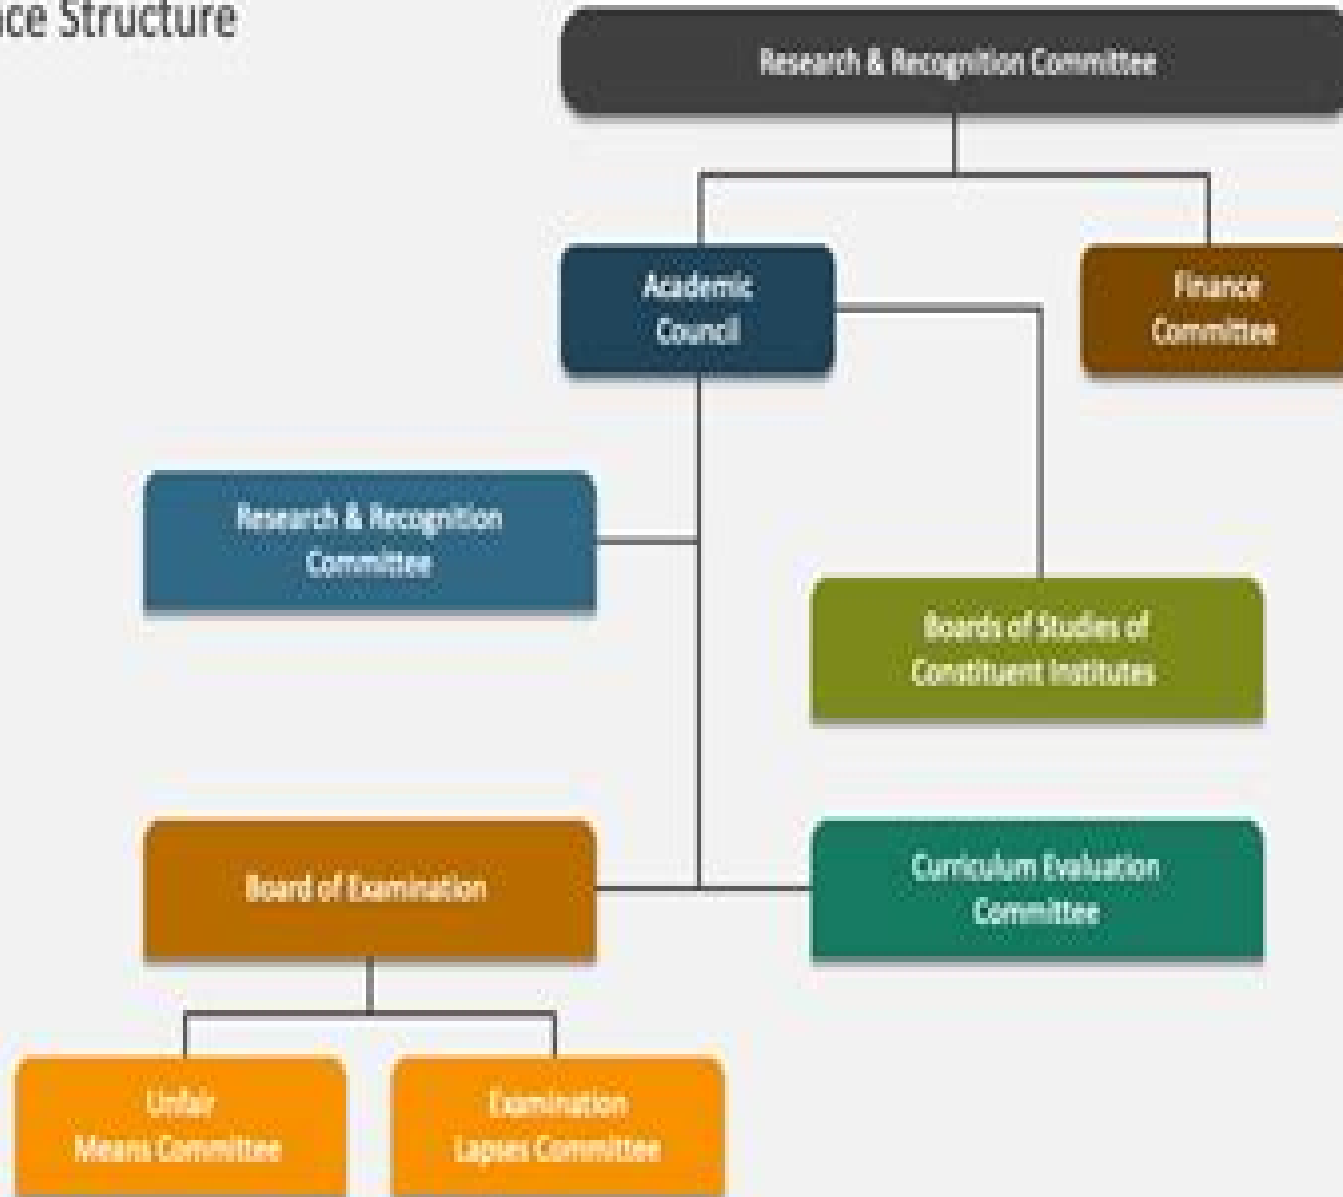 ce Structure
Research & Recognition Committee
Academic
Council
Finance
Committee
Research & Recognition
Committee
Boards of Studies of
Constituent Institutes
Board of Examination
Curriculum Evaluation
Committee
Unfair
Means Committee
Examination
Lapses Committee